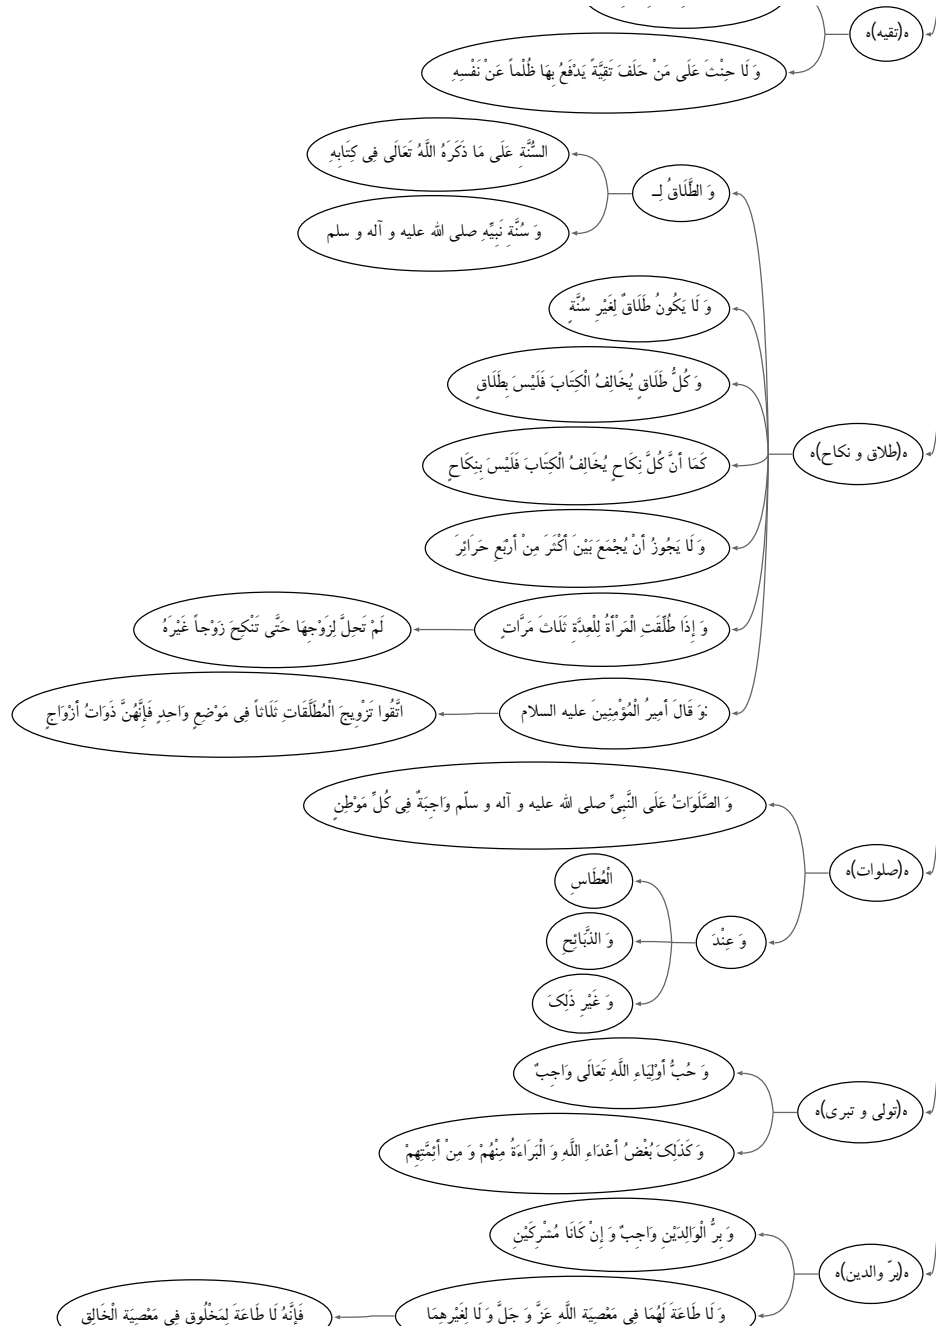 ه(تقیه)ه
وَ لَا حِنْثَ عَلَى مَنْ حَلَفَ تَقِيَّةً يَدْفَعُ بِهَا ظُلْماً عَنْ نَفْسِهِ
ه(طلاق و نکاح)ه
وَ الطَّلَاقُ لِـ
السُّنَّةِ عَلَى مَا ذَكَرَهُ اللَّهُ تَعَالَى فِی كِتَابِهِ
وَ سُنَّةِ نَبِيِّهِ صلى الله عليه و آله و سلم
وَ لَا يَكُونُ طَلَاقٌ لِغَيْرِ سُنَّةٍ
وَ كُلُّ طَلَاقٍ يُخَالِفُ الْكِتَابَ فَلَيْسَ بِطَلَاقٍ
كَمَا أَنَّ كُلَّ نِكَاحٍ يُخَالِفُ الْكِتَابَ فَلَيْسَ بِنِكَاحٍ
وَ لَا يَجُوزُ أَنْ يُجْمَعَ بَيْنَ أَكْثَرَ مِنْ أَرْبَعِ حَرَائِرَ
وَ إِذَا طُلِّقَتِ الْمَرْأَةُ لِلْعِدَّةِ ثَلَاثَ مَرَّاتٍ
لَمْ تَحِلَّ لِزَوْجِهَا حَتَّى تَنْكِحَ زَوْجاً غَيْرَهُ
:وَ قَالَ أَمِيرُ الْمُؤْمِنِينَ عليه السلام
اتَّقُوا تَزْوِيجَ الْمُطَلَّقَاتِ ثَلَاثاً فِی مَوْضِعٍ وَاحِدٍ فَإِنَّهُنَّ ذَوَاتُ أَزْوَاجٍ
ه(صلوات)ه
وَ الصَّلَوَاتُ عَلَى النَّبِیِّ صلى الله عليه و آله و سلّم وَاجِبَةٌ فِی كُلِّ مَوْطِنٍ
وَ عِنْدَ
الْعُطَاسِ
وَ الذَّبَائِحِ
وَ غَيْرِ ذَلِکَ
ه(تولی و تبری)ه
وَ حُبُّ أَوْلِيَاءِ اللَّهِ تَعَالَى وَاجِبٌ
وَ كَذَلِکَ بُغْضُ أَعْدَاءِ اللَّهِ وَ الْبَرَاءَةُ مِنْهُمْ وَ مِنْ أَئِمَّتِهِمْ
ه(برّ والدین)ه
وَ بِرُّ الْوَالِدَيْنِ وَاجِبٌ وَ إِنْ كَانَا مُشْرِكَيْنِ
وَ لَا طَاعَةَ لَهُمَا فِی مَعْصِيَةِ اللَّهِ عَزَّ وَ جَلَّ وَ لَا لِغَيْرِهِمَا
فَإِنَّهُ لَا طَاعَةَ لِمَخْلُوقٍ فِی مَعْصِيَةِ الْخَالِقِ